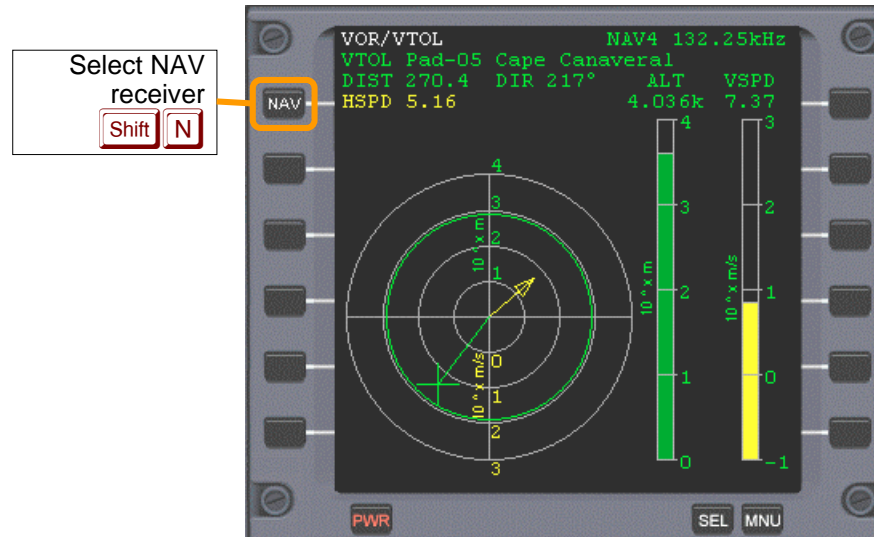 Select NAV
receiver
Shift N
NAV
VOR/VTOL NAV4 132.25kHz
VTOL Pad-05 Cape Canaveral
DIST 270.4 DIR 217° ALT VSPD
HSPD 5.16 4.036k 7.37
4
3
2
1
10^x m
0
1
2
3
10^x m/s
4
3
2
1
0
10^x m
3
2
1
0
-1
10^x m/s
PWR SEL MNU